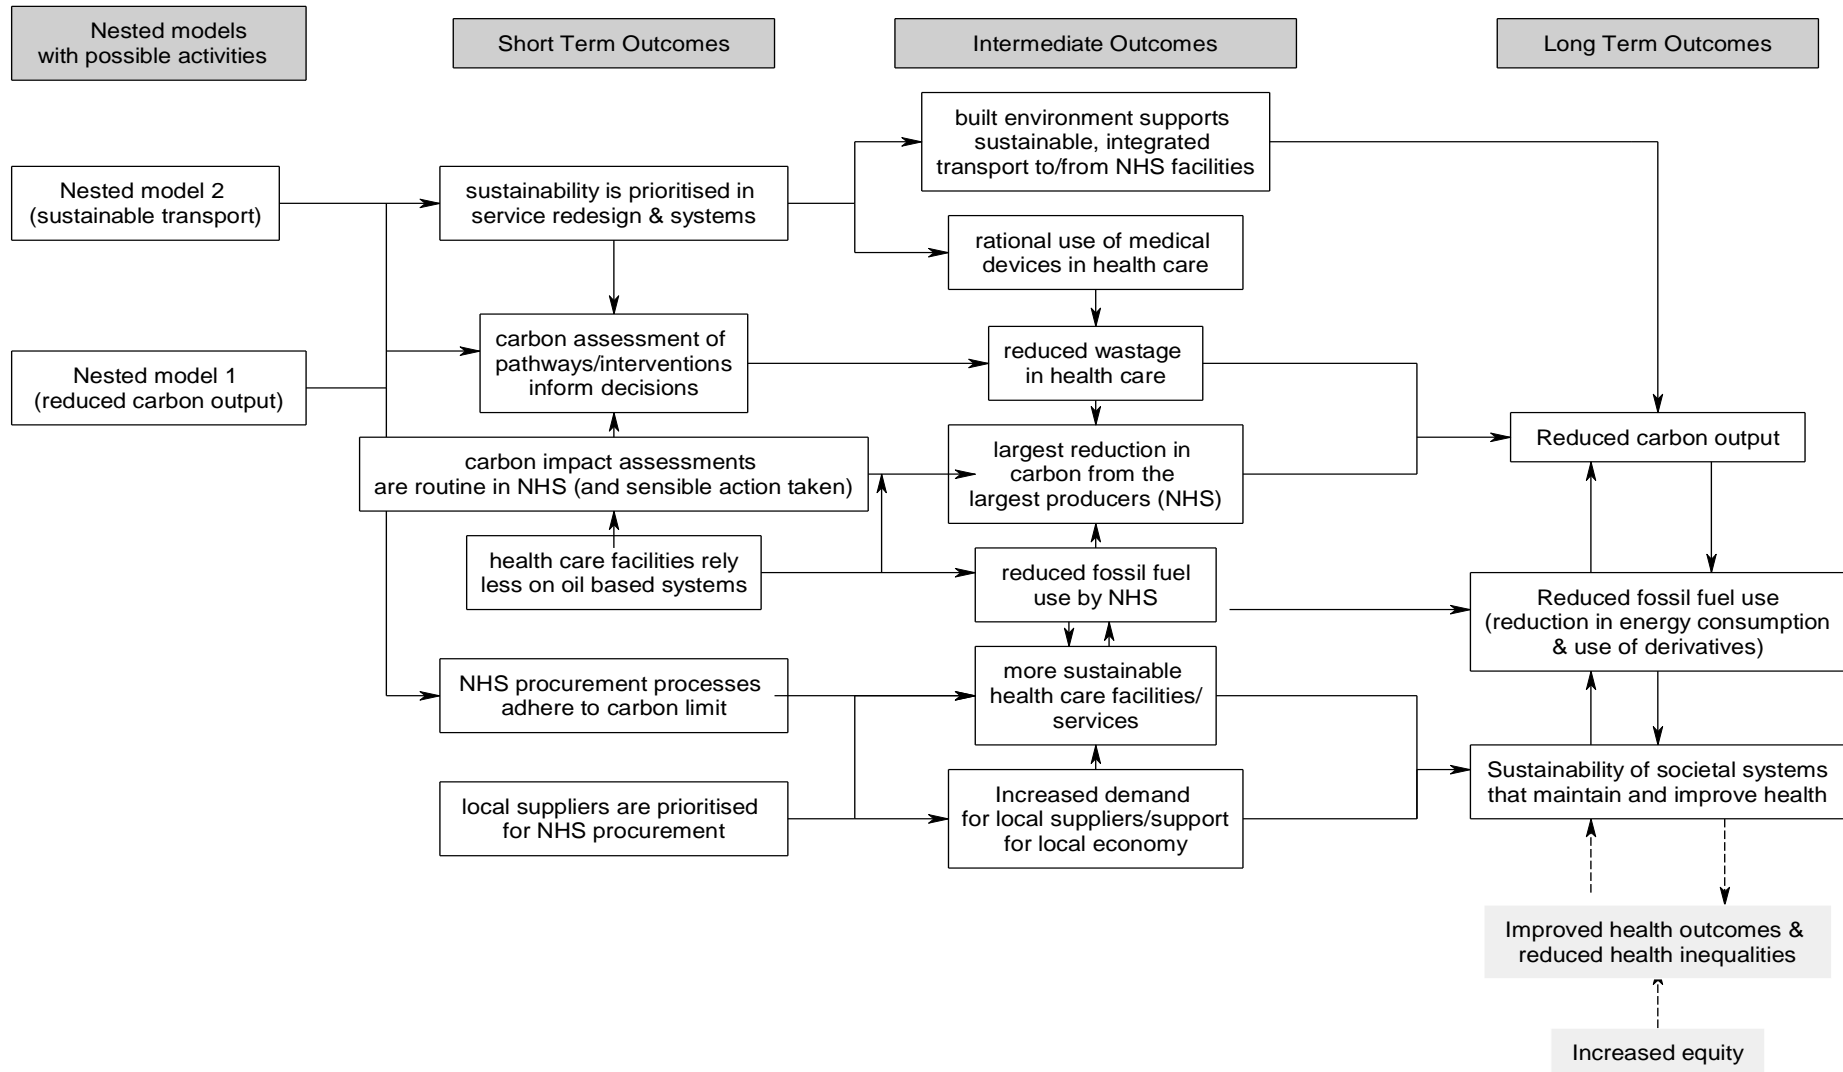 Nested models
with possible activities
Short Term Outcomes
Intermediate Outcomes
Long Term Outcomes
Nested model 2
(sustainable transport)
Nested model 1
(reduced carbon output)
sustainability is prioritised in
service redesign & systems
carbon assessment of
pathways/interventions
inform decisions
carbon impact assessments
are routine in NHS (and sensible action taken)
health care facilities rely
less on oil based systems
NHS procurement processes
adhere to carbon limit
local suppliers are prioritised
for NHS procurement
built environment supports
sustainable, integrated
transport to/from NHS facilities
rational use of medical
devices in health care
reduced wastage
in health care
largest reduction in
carbon from the
largest producers (NHS)
reduced fossil fuel
use by NHS
more sustainable
health care facilities/
services
Increased demand
for local suppliers/support
for local economy
Reduced carbon output
Reduced fossil fuel use
(reduction in energy consumption
& use of derivatives)
Sustainability of societal systems
that maintain and improve health
Improved health outcomes &
reduced health inequalities
Increased equity